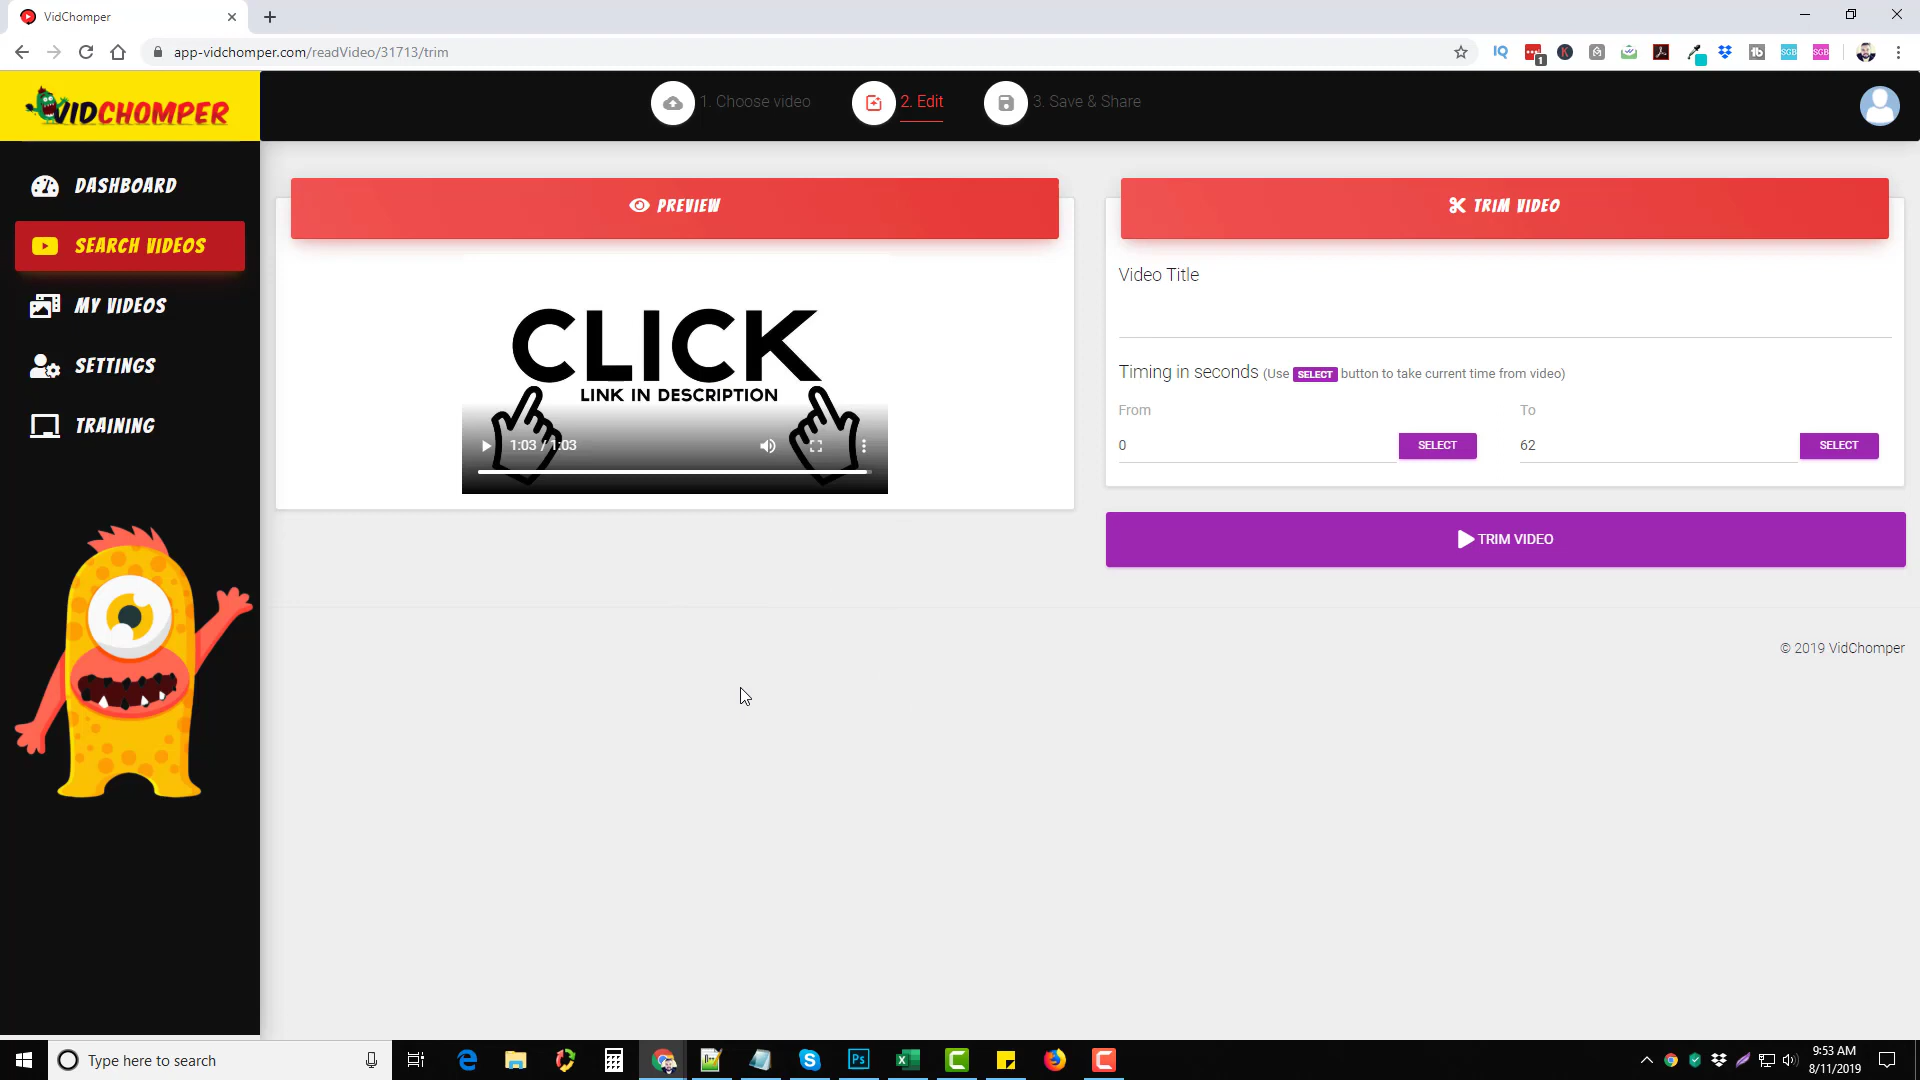 VidChomper
app-vidchomper.com/readVideo/31713/trim
VIDCHOMPER
1. Choose video
2. Edit
3. Save & Share
DASHBOARD
SEARCH VIDEOS
MY VIDEOS
SETTINGS
TRAINING
PREVIEW
CLICK
LINK IN DESCRIPTION
1:03 / 1:03
TRIM VIDEO
Video Title
Timing in seconds (Use SELECT button to take current time from video)
From
To
0
SELECT
62
SELECT
TRIM VIDEO
© 2019 VidChomper
Type here to search
9:53 AM
8/11/2019